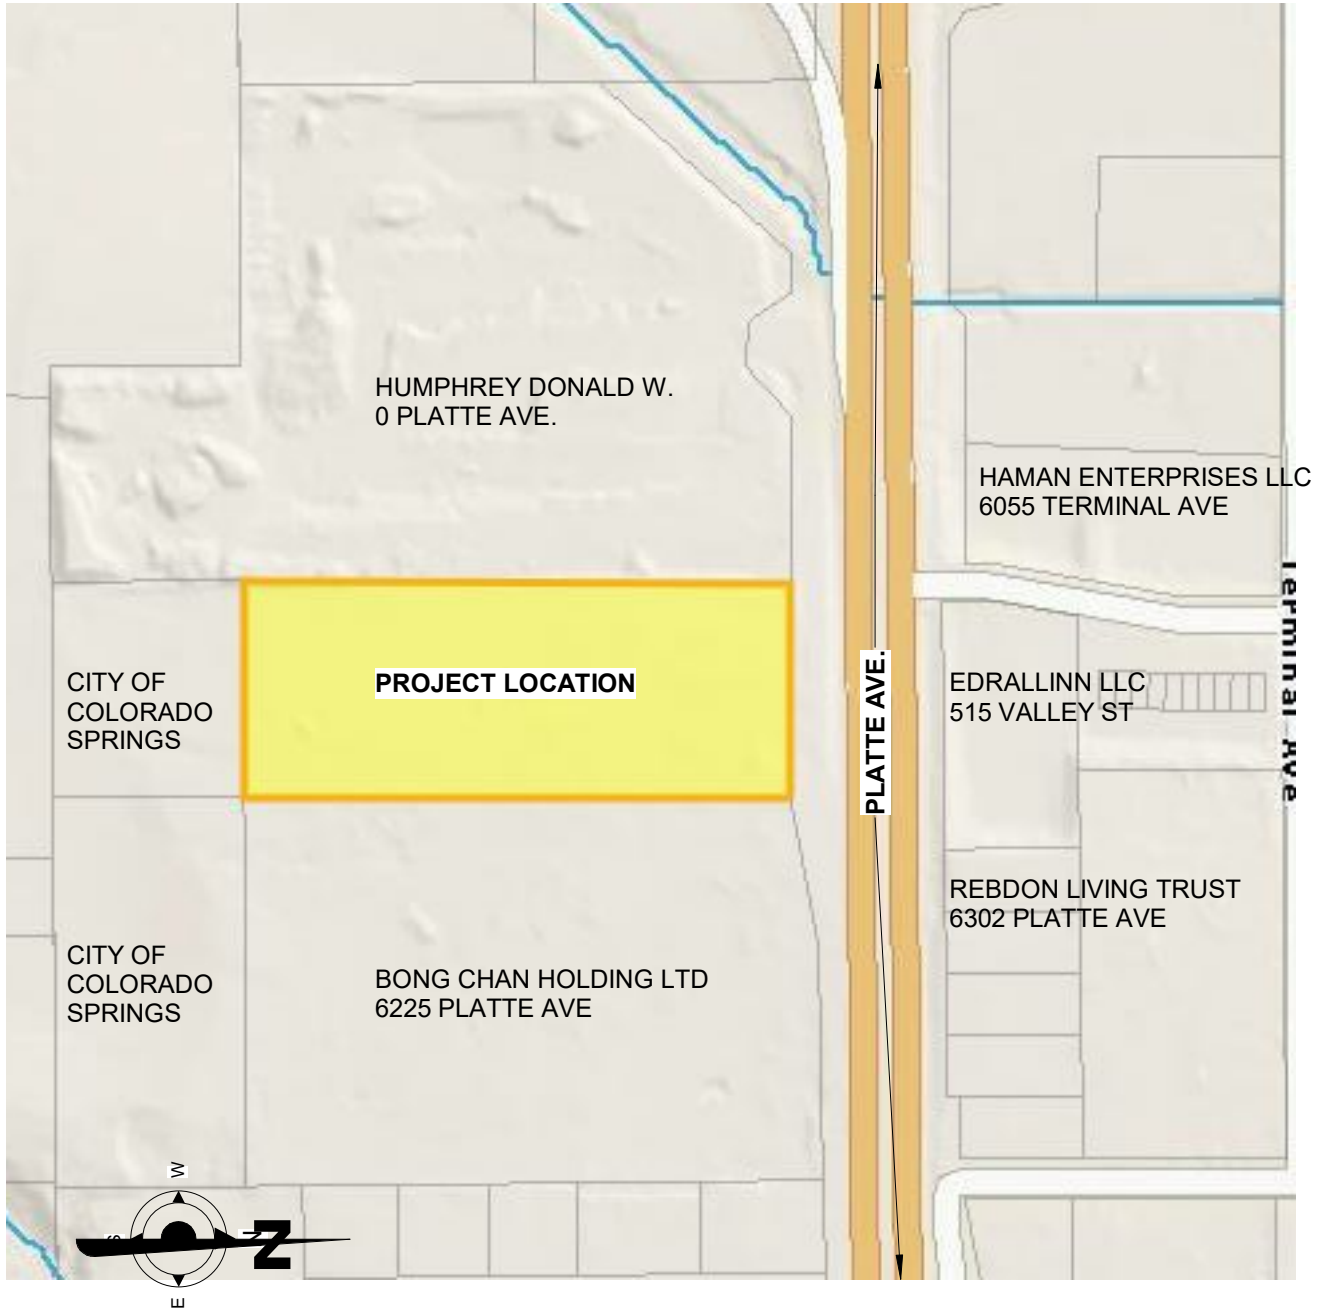 HUMPHREY DONALD W.
0 PLATTE AVE.
HAMAN ENTERPRISES LLC
6055 TERMINAL AVE
Terminal Ave
CITY OF
COLORADO
SPRINGS
PROJECT LOCATION
PLATTE AVE.
EDRALLINN LLC
515 VALLEY ST
REBDON LIVING TRUST
6302 PLATTE AVE
CITY OF
COLORADO
SPRINGS
BONG CHAN HOLDING LTD
6225 PLATTE AVE
W
S
N
N
E